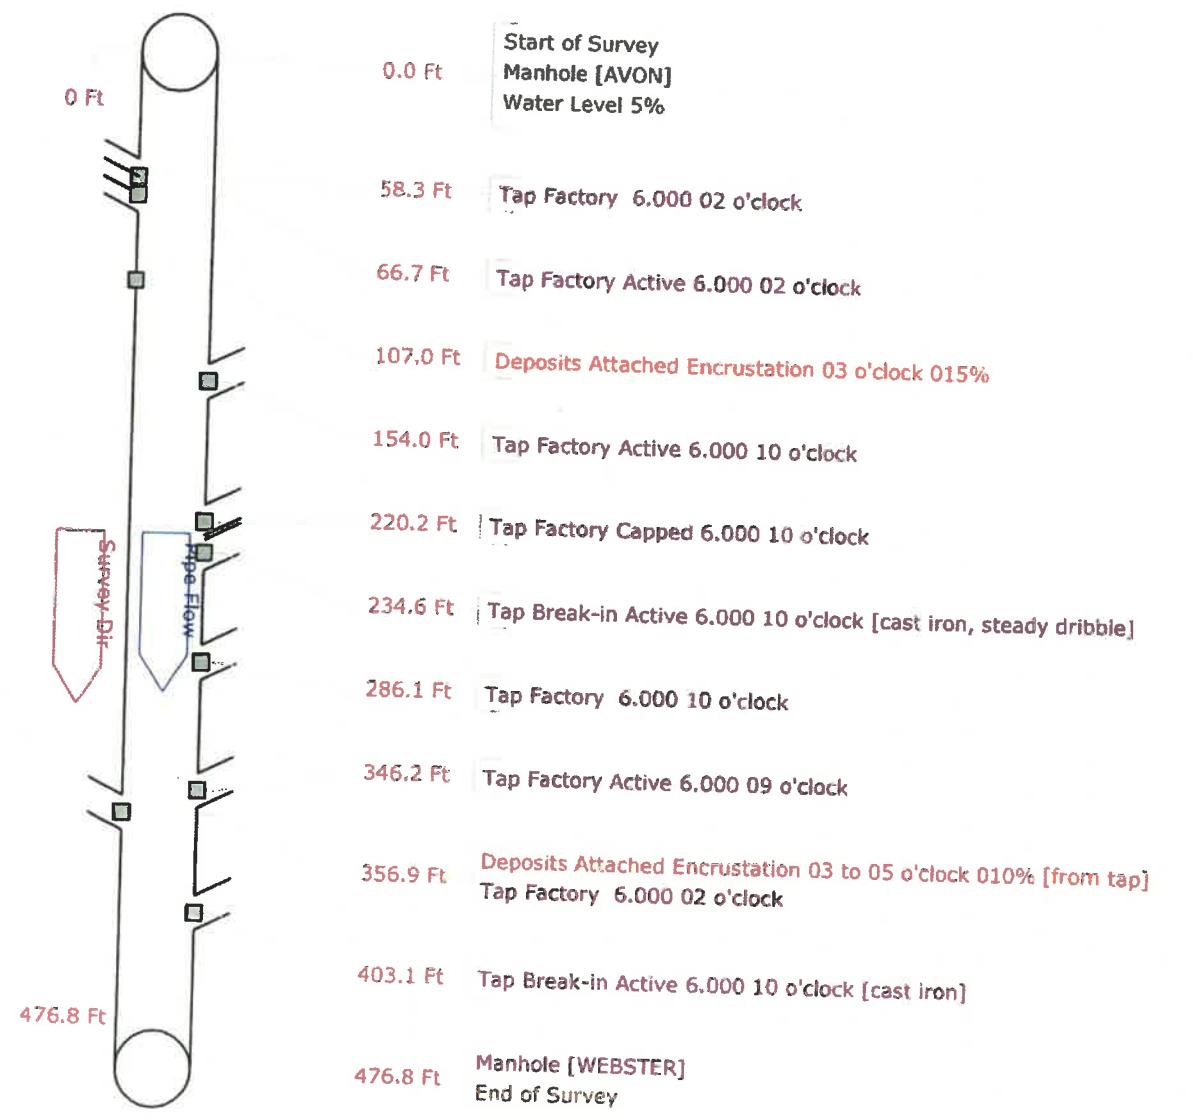 Start of Survey
0.0 Ft Manhole [AVON]
Water Level 5%
0 Ft
58.3 Ft Tap Factory 6.000 02 o'clock
66.7 Ft Tap Factory Active 6.000 02 o'clock
107.0 Ft Deposits Attached Encrustation 03 o'clock 015%
154.0 Ft Tap Factory Active 6.000 10 o'clock
220.2 Ft Tap Factory Capped 6.000 10 o'clock
Survey Dir
Pipe Flow
234.6 Ft Tap Break-in Active 6.000 10 o'clock [cast iron, steady dribble]
286.1 Ft Tap Factory 6.000 10 o'clock
346.2 Ft Tap Factory Active 6.000 09 o'clock
356.9 Ft Deposits Attached Encrustation 03 to 05 o'clock 010% [from tap]
Tap Factory 6.000 02 o'clock
403.1 Ft Tap Break-in Active 6.000 10 o'clock [cast iron]
476.8 Ft
476.8 Ft Manhole [WEBSTER]
End of Survey